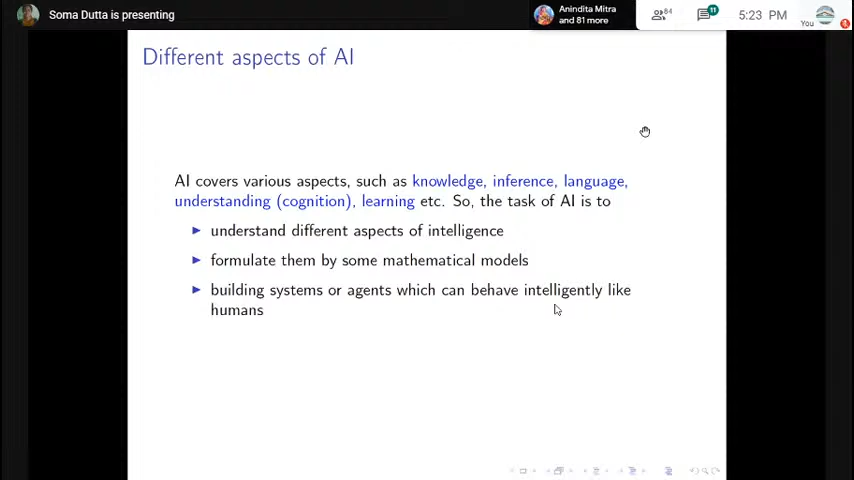 Soma Dutta is presenting
Anindita Mitra
and 81 more
84
11
5:23 PM
You
Different aspects of AI
AI covers various aspects, such as knowledge, inference, language,
understanding (cognition), learning etc. So, the task of AI is to
understand different aspects of intelligence
formulate them by some mathematical models
building systems or agents which can behave intelligently like
humans